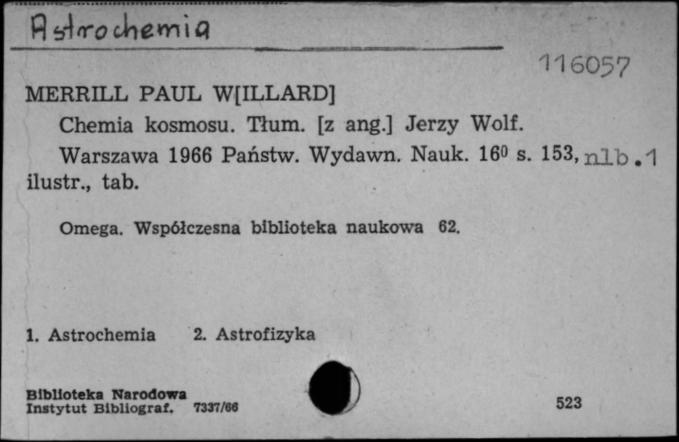 Astrochemia
116057
MERRILL PAUL W[ILLARD]
Chemia kosmosu. Tłum. [z ang.] Jerzy Wolf.
Warszawa 1966 Państw. Wydawn. Nauk. 16⁰ s. 153, nlb.1
ilustr., tab.
Omega. Współczesna biblioteka naukowa 62.
1. Astrochemia 2. Astrofizyka
Biblioteka Narodowa
Instytut Bibliograf. 7337/66
523